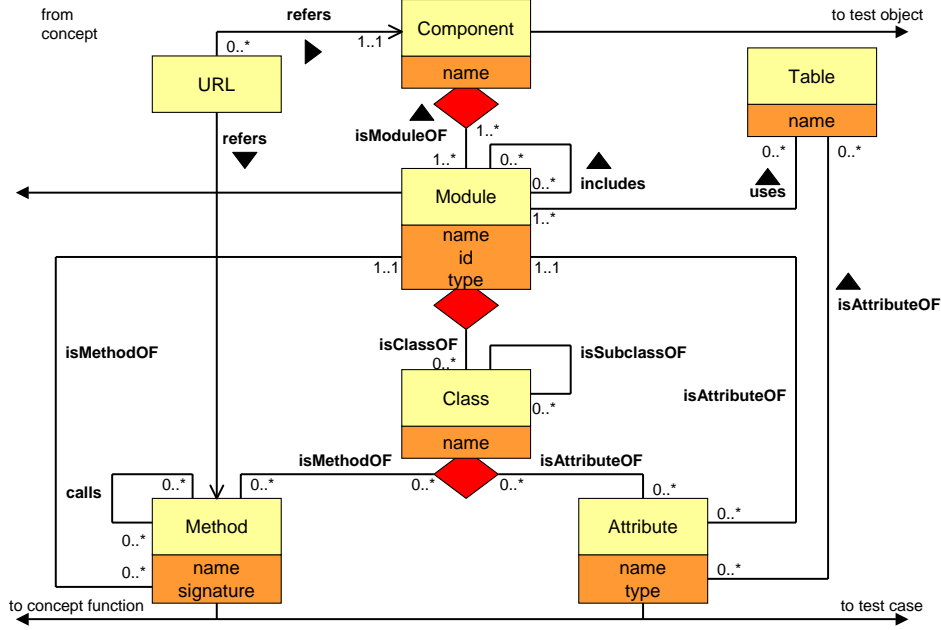 from
concept
refers
Component
to test object
0..*
1..1
name
URL
Table
name
refers
isModuleOF
1..*
1..*
0..*
0..*
includes
0..*
0..*
uses
Module
1..*
name
id
type
1..1
1..1
isAttributeOF
isMethodOF
isClassOF
0..*
isSubclassOF
Class
0..*
isAttributeOF
name
isMethodOF
isAttributeOF
calls
0..*
0..*
0..*
0..*
0..*
Method
Attribute
0..*
0..*
name
signature
0..*
name
type
0..*
to concept function
to test case